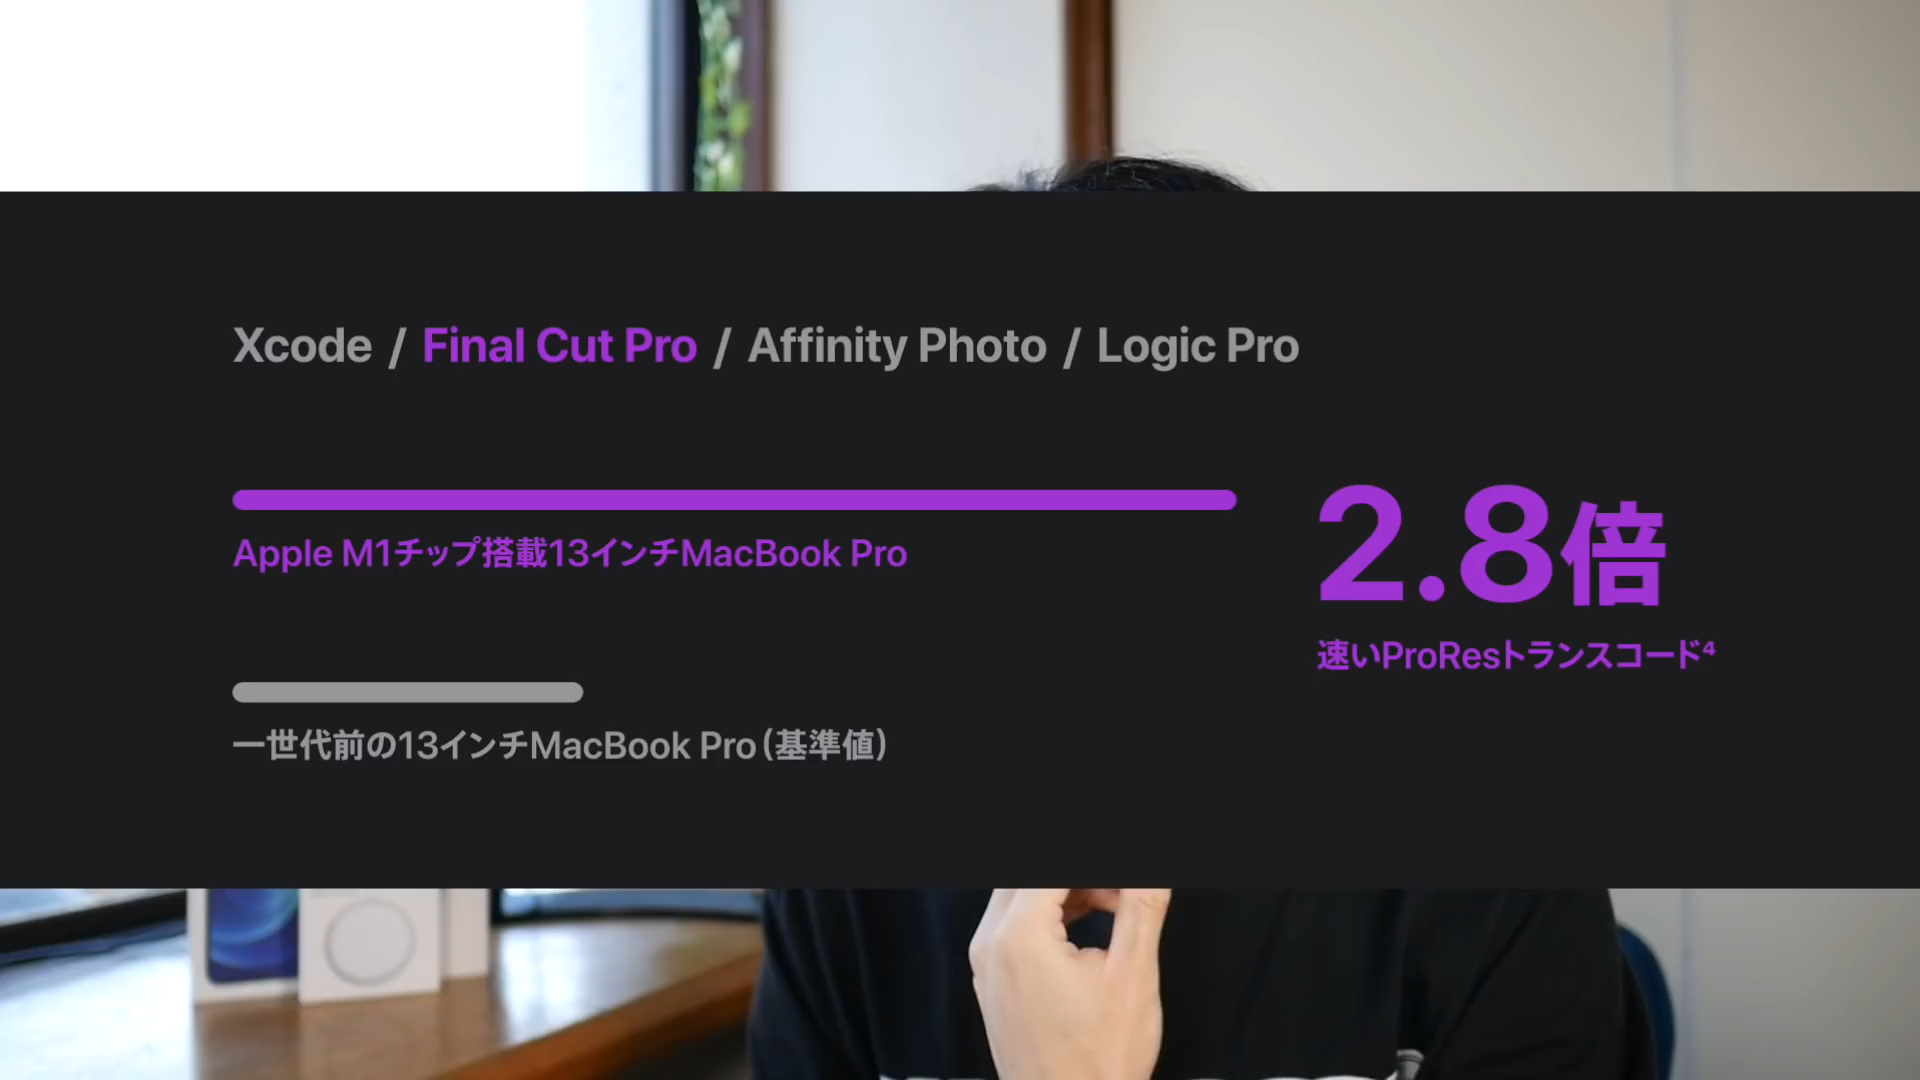 Xcode / Final Cut Pro / Affinity Photo / Logic Pro
Apple M1チップ搭載13インチMacBook Pro
2.8倍
速いProResトランスコード⁴
一世代前の13インチMacBook Pro（基準値）